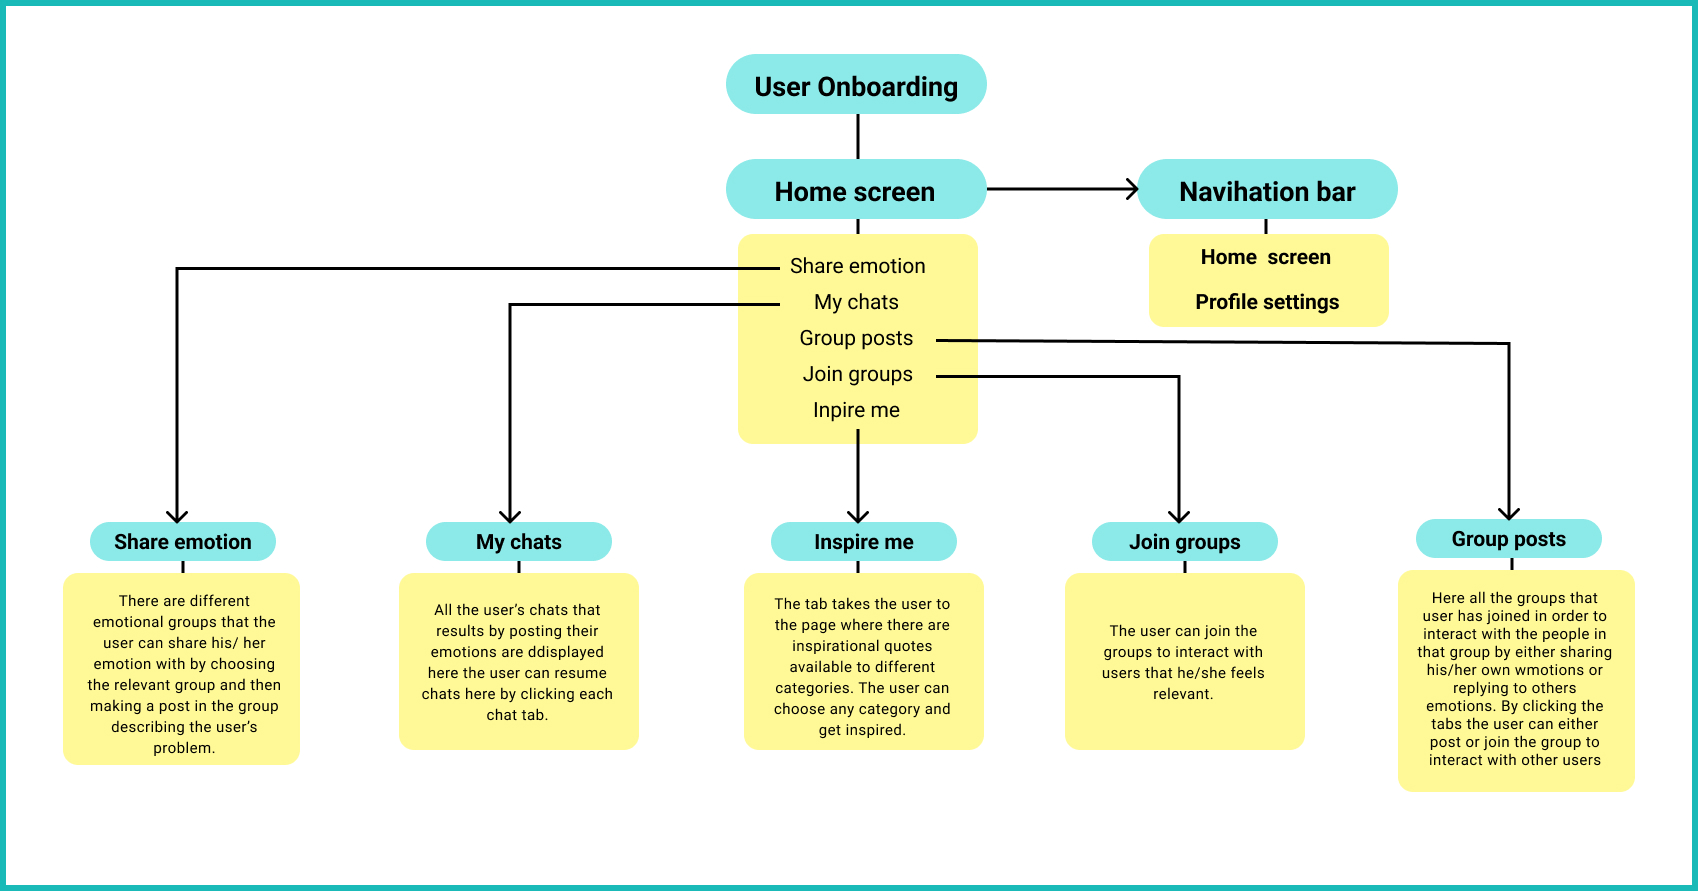 User Onboarding
Home screen
Navihation bar
Share emotion
My chats
Group posts
Join groups
Inpire me
Home screen
Profile settings
Share emotion
There are different
emotional groups that the
user can share his/ her
emotion with by choosing
the relevant group and then
making a post in the group
describing the user's
problem.
My chats
All the user's chats that
results by posting their
emotions are ddisplayed
here the user can resume
chats here by clicking each
chat tab.
Inspire me
The tab takes the user to
the page where there are
inspirational quotes
available to different
categories. The user can
choose any category and
get inspired.
Join groups
The user can join the
groups to interact with
users that he/she feels
relevant.
Group posts
Here all the groups that
user has joined in order to
interact with the people in
that group by either sharing
his/her own wmotions or
replying to others
emotions. By clicking the
tabs the user can either
post or join the group to
interact with other users